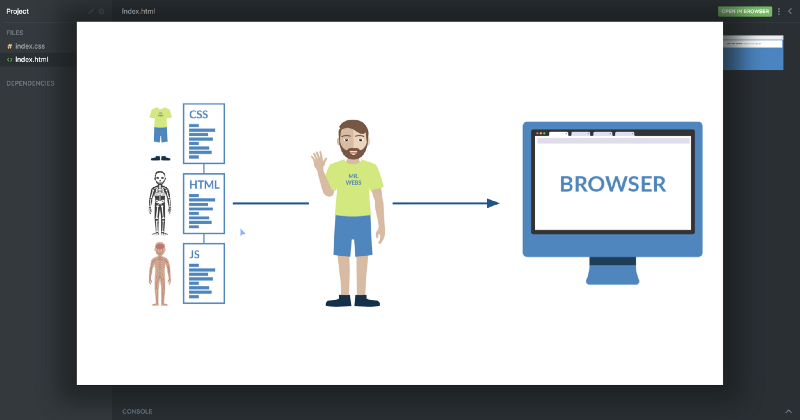 Project
index.html
OPEN IN BROWSER
FILES
# index.css
<> index.html
DEPENDENCIES
CSS
HTML
JS
MR.
WEBS
BROWSER
CONSOLE